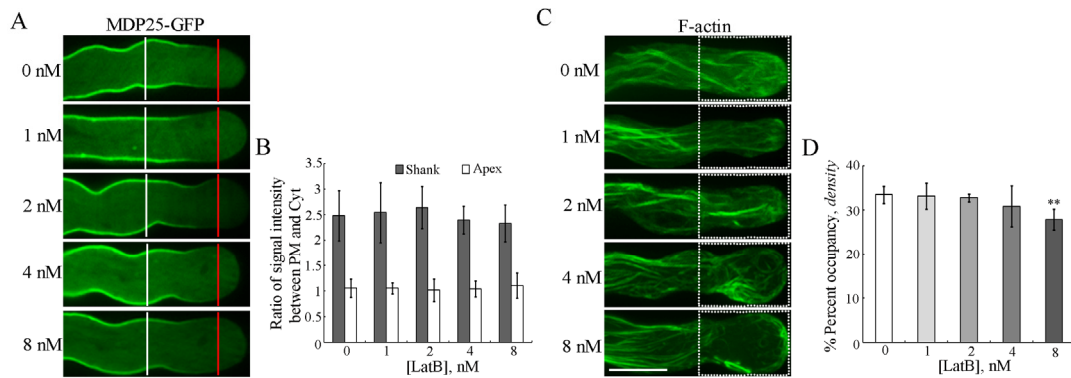 A
MDP25-GFP
0 nM
1 nM
2 nM
4 nM
8 nM
B
Shank
Apex
Ratio of signal intensity
between PM and Cyt
3.5
3
2.5
2
1.5
1
0.5
0
0 1 2 4 8
[LatB], nM
C
F-actin
0 nM
1 nM
2 nM
4 nM
8 nM
D
% Percent occupancy, density
40
30
20
10
0
**
0 1 2 4 8
[LatB], nM